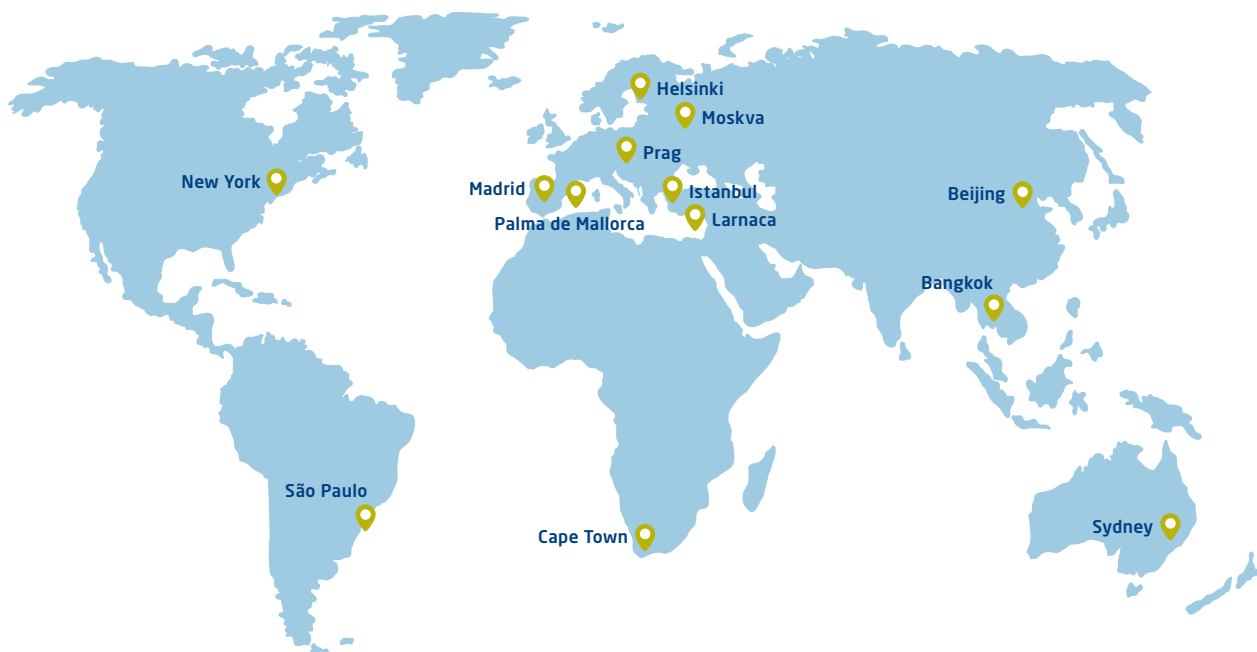 Helsinki
Moskva
Prag
New York
Madrid
Istanbul
Beijing
Palma de Mallorca
Larnaca
Bangkok
São Paulo
Cape Town
Sydney